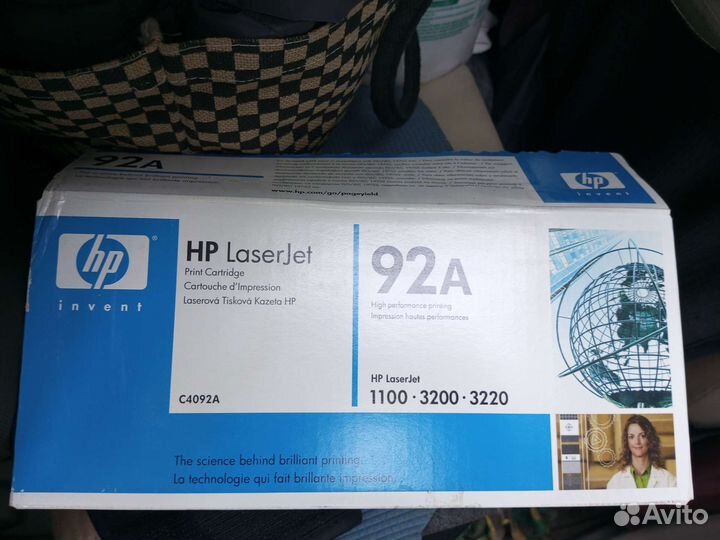 92A
www.hp.com/go/pageyield
hp
invent
hp
invent
HP LaserJet
Print Cartridge
Cartouche d'Impression
Laserová Tisková Kazeta HP
C4092A
92A
High performance printing
Impression hautes performances
HP LaserJet
1100 · 3200 · 3220
The science behind brilliant printing.
La technologie qui fait brillante impression.
Avito